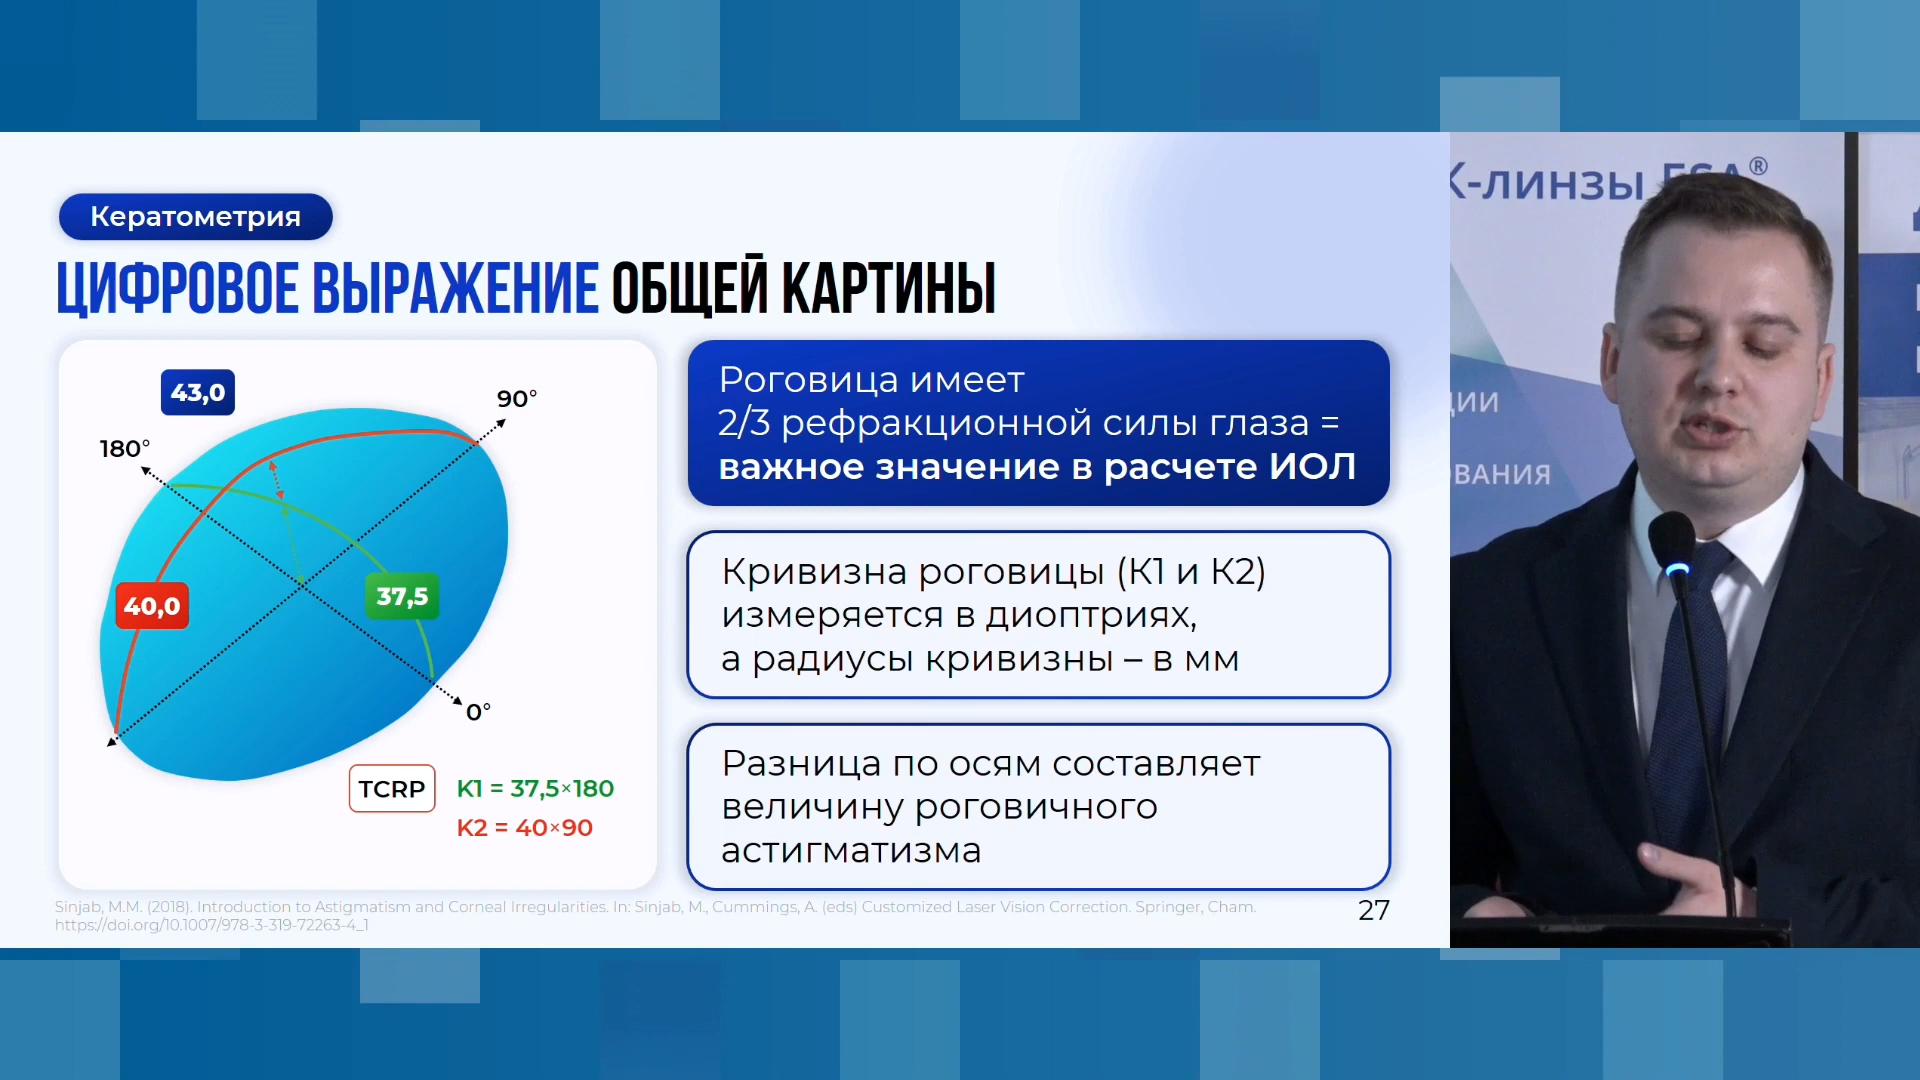 Кератометрия
ЦИФРОВОЕ ВЫРАЖЕНИЕ ОБЩЕЙ КАРТИНЫ
43,0
90°
180°
40,0
37,5
0°
TCRP
K1 = 37,5×180
K2 = 40×90
Роговица имеет
2/3 рефракционной силы глаза =
важное значение в расчете ИОЛ
Кривизна роговицы (К1 и К2)
измеряется в диоптриях,
а радиусы кривизны – в мм
Разница по осям составляет
величину роговичного
астигматизма
Sinjab, M.M. (2018). Introduction to Astigmatism and Corneal Irregularities. In: Sinjab, M., Cummings, A. (eds) Customized Laser Vision Correction. Springer, Cham.
https://doi.org/10.1007/978-3-319-72263-4_1
27
К-линзы